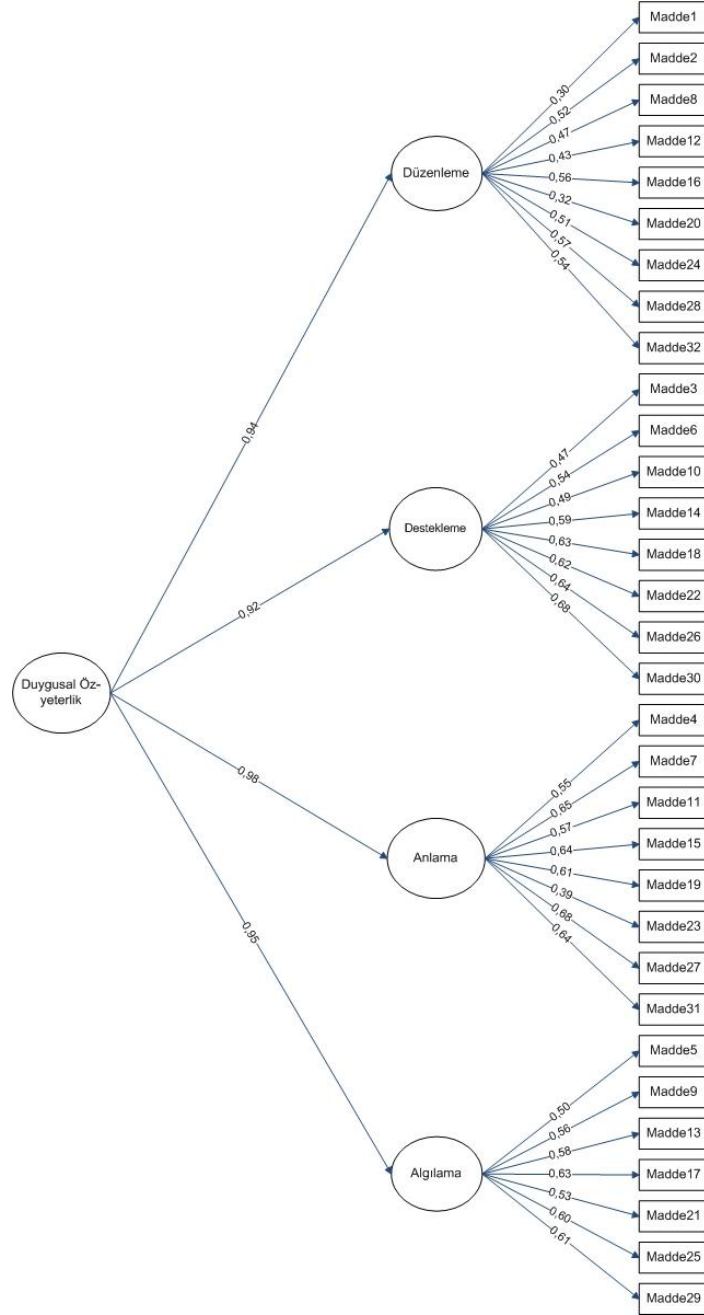 Madde1
Madde2
Madde8
Madde12
Madde16
Madde20
Madde24
Madde28
Madde32
0,30
0,52
0,47
0,43
0,56
0,32
0,51
0,57
0,54
Düzenleme
0,94
Madde3
Madde6
Madde10
Madde14
Madde18
Madde22
Madde26
Madde30
0,47
0,54
0,49
0,59
0,63
0,62
0,64
0,68
Destekleme
0,92
Duygusal Öz-
yeterlik
Madde4
Madde7
Madde11
Madde15
Madde19
Madde23
Madde27
Madde31
0,55
0,65
0,57
0,64
0,61
0,39
0,68
0,64
Anlama
0,98
Madde5
Madde9
Madde13
Madde17
Madde21
Madde25
Madde29
0,50
0,56
0,58
0,63
0,53
0,60
0,61
Algılama
0,95